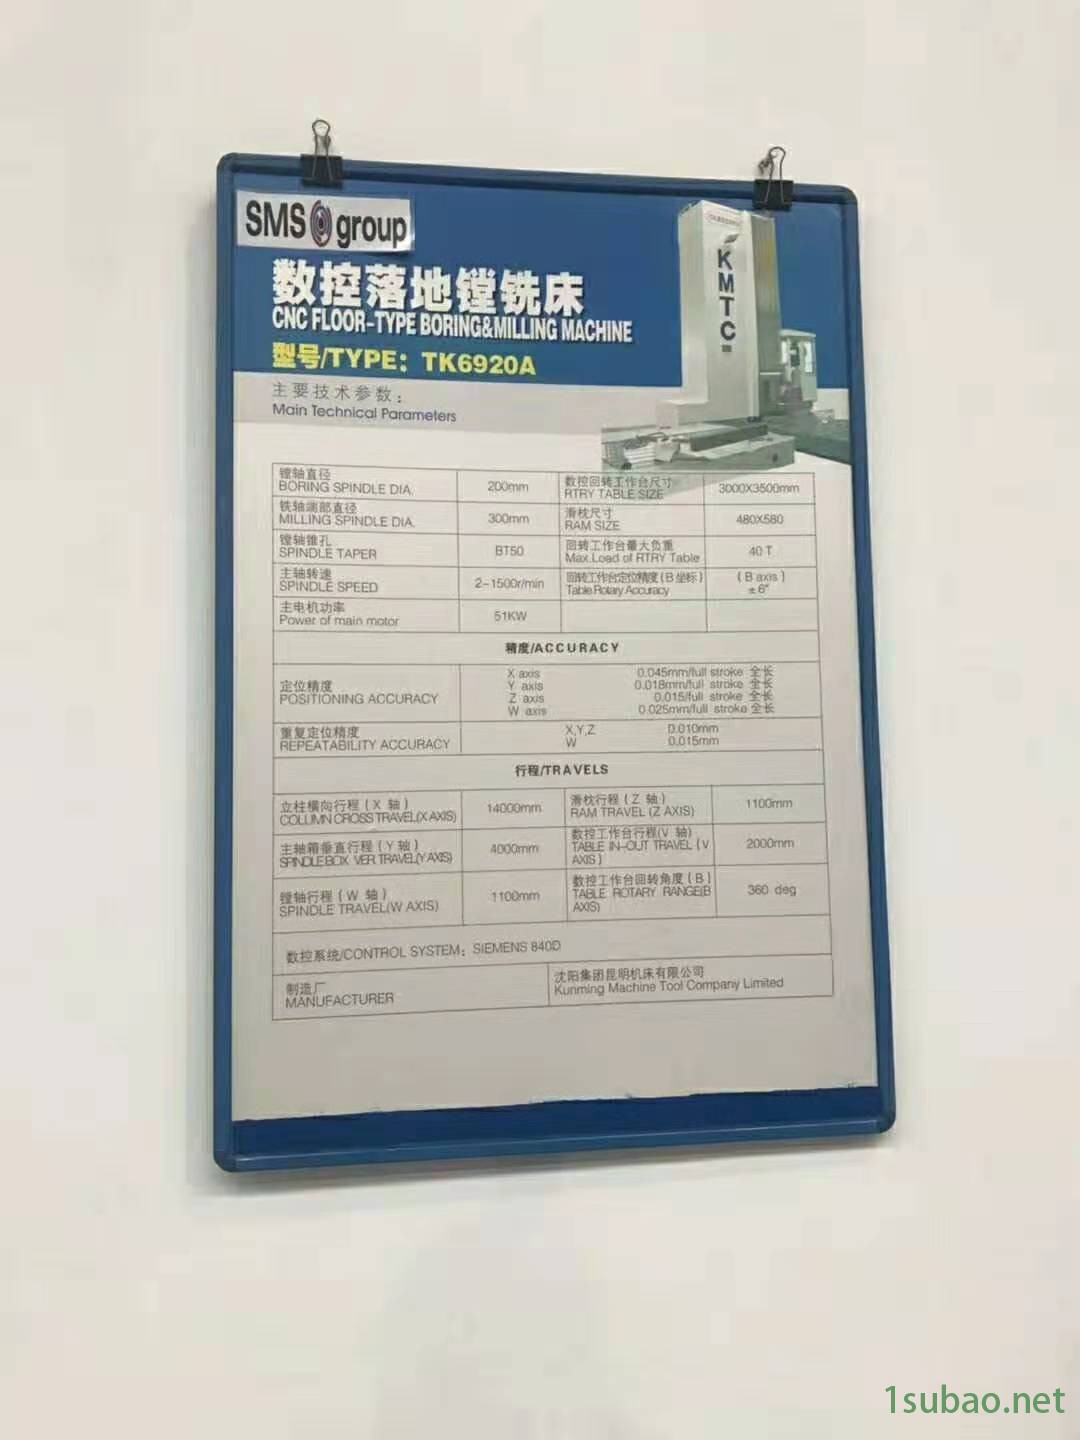 SMS group
数控落地镗铣床
CNC FLOOR-TYPE BORING&MILLING MACHINE
型号/TYPE: TK6920A
KMTC
主要技术参数:
Main Technical Parameters
镗轴直径
BORING SPINDLE DIA.
200mm
数控回转工作台尺寸
RTRY TABLE SIZE
3000X3500mm
铣轴端部直径
MILLING SPINDLE DIA.
300mm
滑枕尺寸
RAM SIZE
480X580
镗轴锥孔
SPINDLE TAPER
BT50
回转工作台最大负重
Max.Load of RTRY Table
40 T
主轴转速
SPINDLE SPEED
2-1500r/min
回转工作台定位精度(B坐标)
Table Rotary Accuracy
(B axis)
±6"
主电机功率
Power of main motor
51KW
精度/ACCURACY
定位精度
POSITIONING ACCURACY
X axis 0.045mm/full stroke 全长
Y axis 0.018mm/full stroke 全长
Z axis 0.015/full stroke 全长
W axis 0.025mm/full stroke 全长
重复定位精度
REPEATABILITY ACCURACY
X,Y,Z 0.010mm
W 0.015mm
行程/TRAVELS
立柱横向行程(X 轴)
COLUMN CROSS TRAVEL(X AXIS)
14000mm
滑枕行程(Z 轴)
RAM TRAVEL (Z AXIS)
1100mm
主轴箱垂直行程(Y轴)
SPINDLE BOX VER TRAVEL(Y AXIS)
4000mm
数控工作台行程(V 轴)
TABLE IN-OUT TRAVEL (V
AXIS)
2000mm
镗轴行程(W 轴)
SPINDLE TRAVEL(W AXIS)
1100mm
数控工作台回转角度(B)
TABLE ROTARY RANGE(B
AXIS)
360 deg
数控系统/CONTROL SYSTEM: SIEMENS 840D
制造厂
MANUFACTURER
沈阳集团昆明机床有限公司
Kunming Machine Tool Company Limited
1subao.net